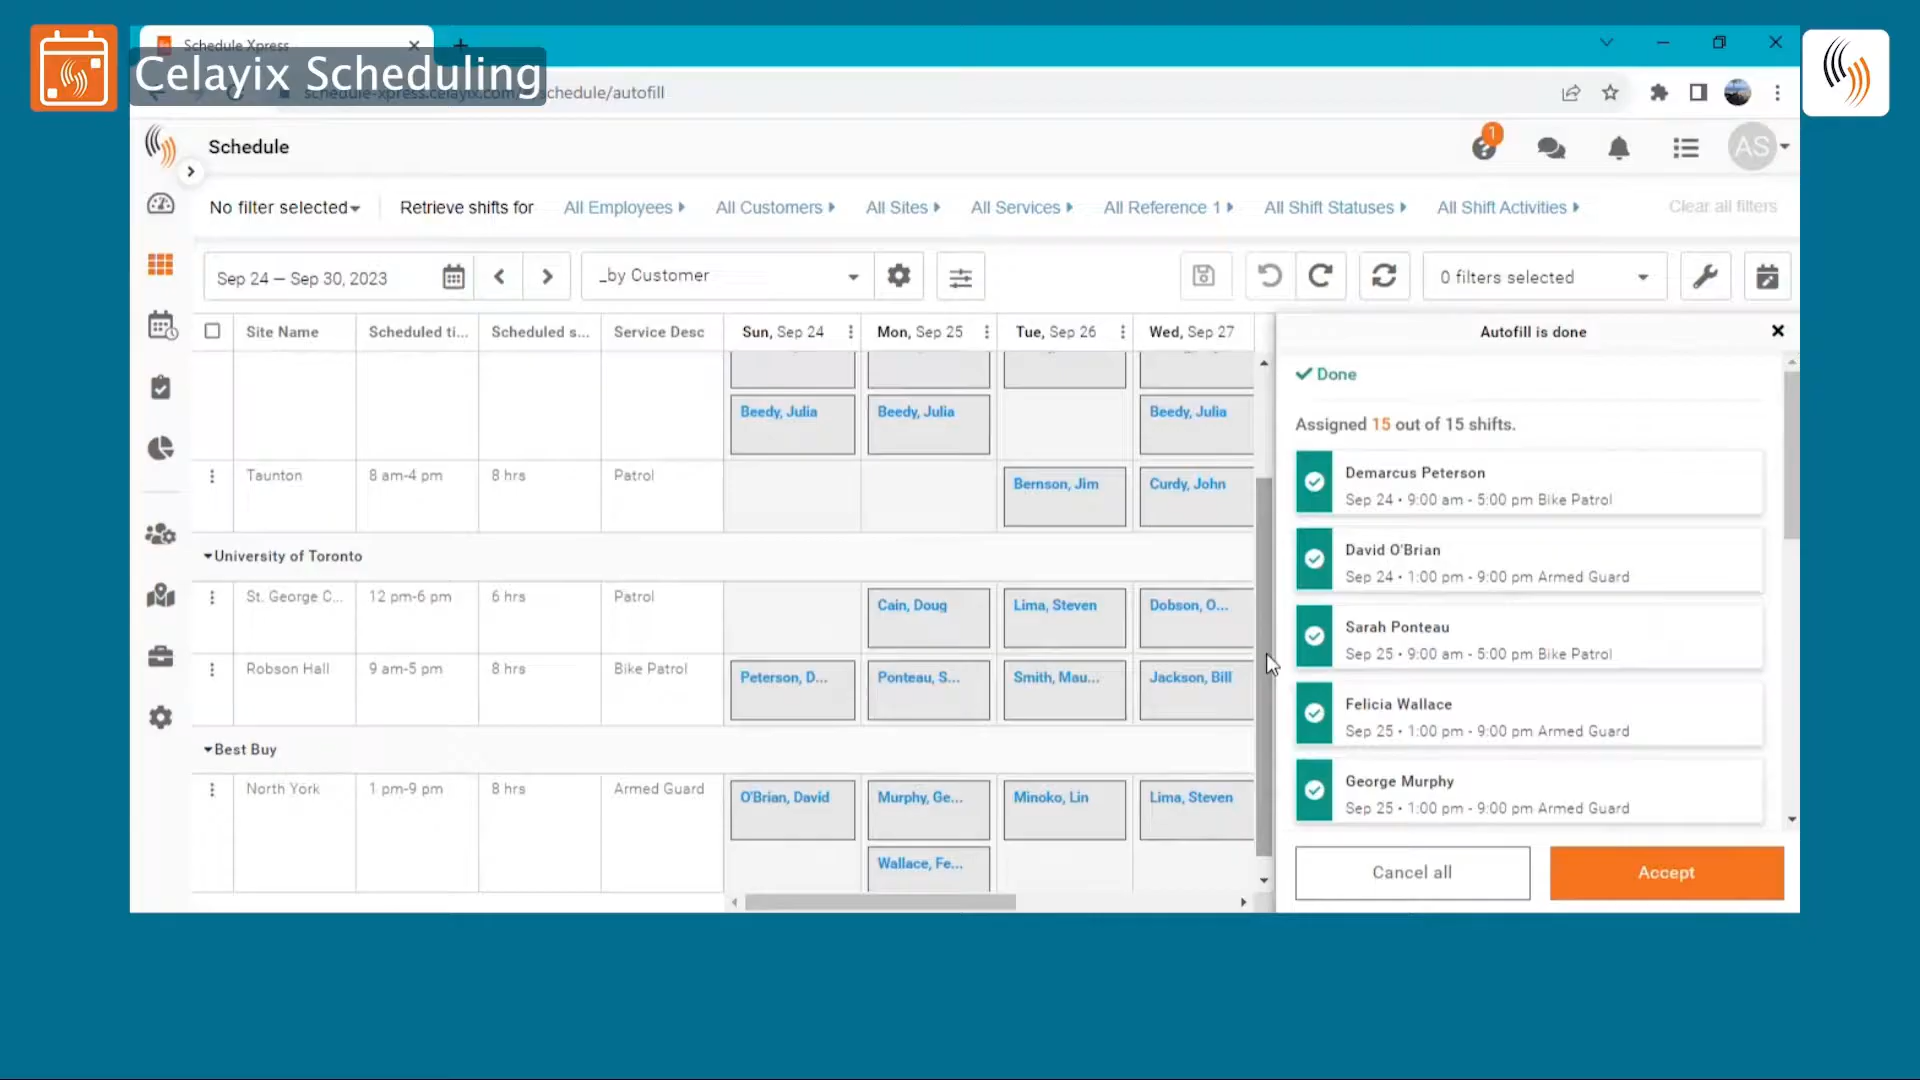 Schedule Xpress
Celayix Scheduling
schedule-xpress.celayix.com/schedule/autofill
Schedule
1
AS
No filter selected
Retrieve shifts for
All Employees
All Customers
All Sites
All Services
All Reference 1
All Shift Statuses
All Shift Activities
Clear all filters
Sep 24 – Sep 30, 2023
_by Customer
0 filters selected
Site Name
Scheduled ti...
Scheduled s...
Service Desc
Sun, Sep 24
Mon, Sep 25
Tue, Sep 26
Wed, Sep 27
Beedy, Julia
Beedy, Julia
Beedy, Julia
Taunton
8 am-4 pm
8 hrs
Patrol
Bernson, Jim
Curdy, John
University of Toronto
St. George C...
12 pm-6 pm
6 hrs
Patrol
Cain, Doug
Lima, Steven
Dobson, O...
Robson Hall
9 am-5 pm
8 hrs
Bike Patrol
Peterson, D...
Ponteau, S...
Smith, Mau...
Jackson, Bill
Best Buy
North York
1 pm-9 pm
8 hrs
Armed Guard
O'Brian, David
Murphy, Ge...
Minoko, Lin
Lima, Steven
Wallace, Fe...
Autofill is done
Done
Assigned 15 out of 15 shifts.
Demarcus Peterson
Sep 24 • 9:00 am - 5:00 pm Bike Patrol
David O'Brian
Sep 24 • 1:00 pm - 9:00 pm Armed Guard
Sarah Ponteau
Sep 25 • 9:00 am - 5:00 pm Bike Patrol
Felicia Wallace
Sep 25 • 1:00 pm - 9:00 pm Armed Guard
George Murphy
Sep 25 • 1:00 pm - 9:00 pm Armed Guard
Cancel all
Accept